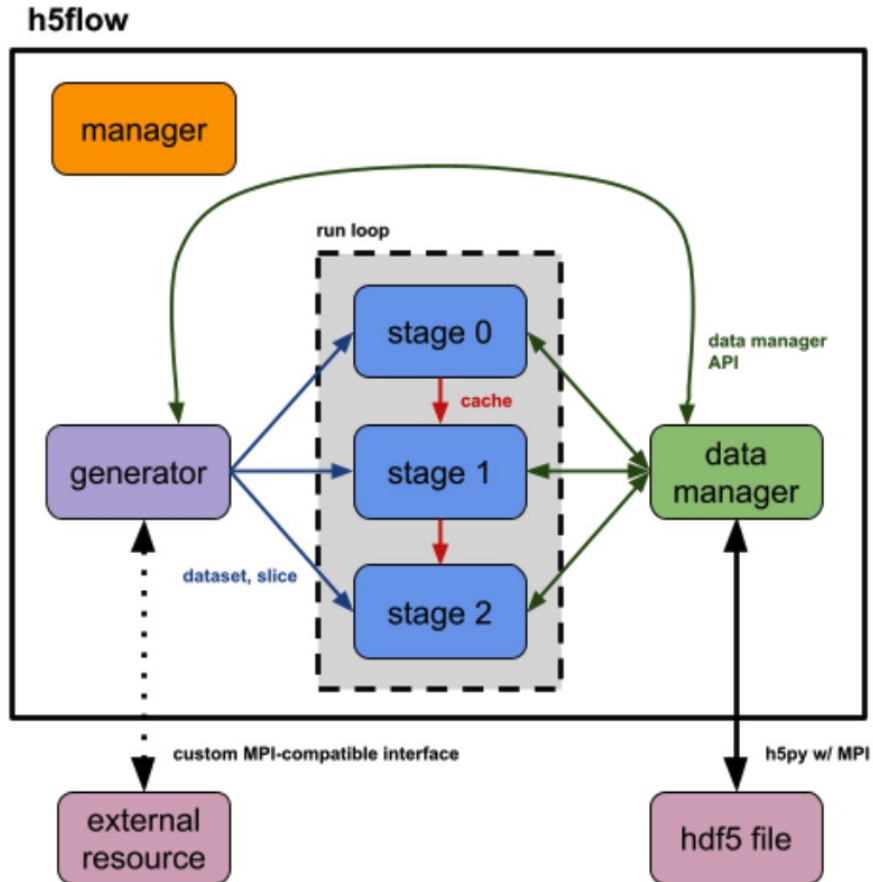 h5flow
manager
run loop
stage 0
data manager
API
cache
generator
stage 1
data
manager
dataset, slice
stage 2
custom MPI-compatible interface
h5py w/ MPI
external
resource
hdf5 file